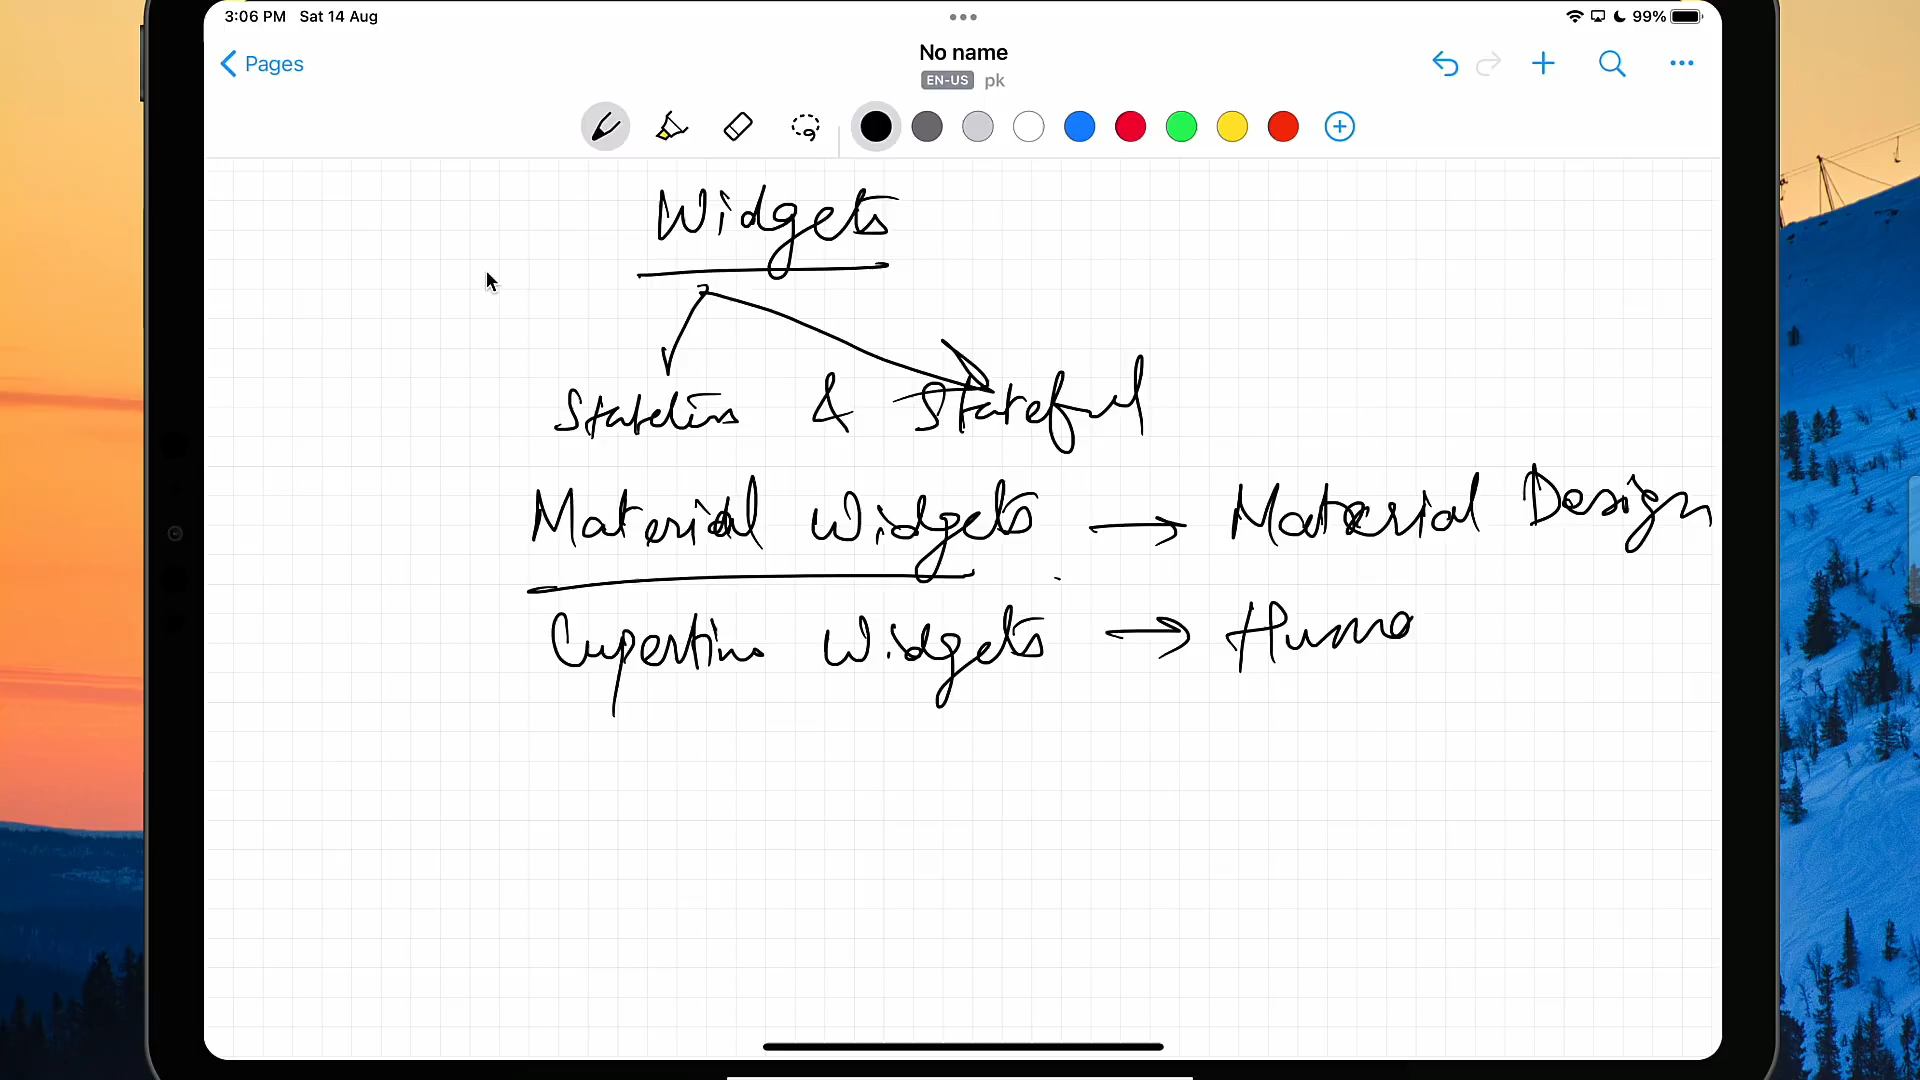 3:06 PM Sat 14 Aug
99%
Pages
No name
EN-US pk
Widgets
Stateless & Stateful
Material Widgets → Material Design
Cupertino Widgets → Huma